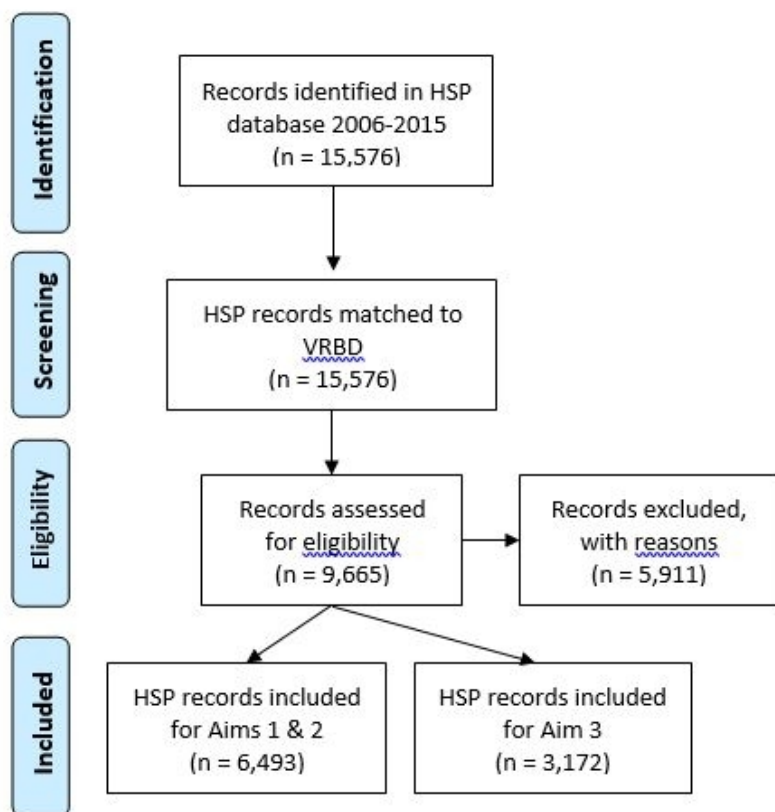 Identification
Records identified in HSP
database 2006-2015
(n = 15,576)
Screening
HSP records matched to
VRBD
(n = 15,576)
Eligibility
Records assessed
for eligibility
(n = 9,665)
Records excluded,
with reasons
(n = 5,911)
Included
HSP records included
for Aims 1 & 2
(n = 6,493)
HSP records included
for Aim 3
(n = 3,172)